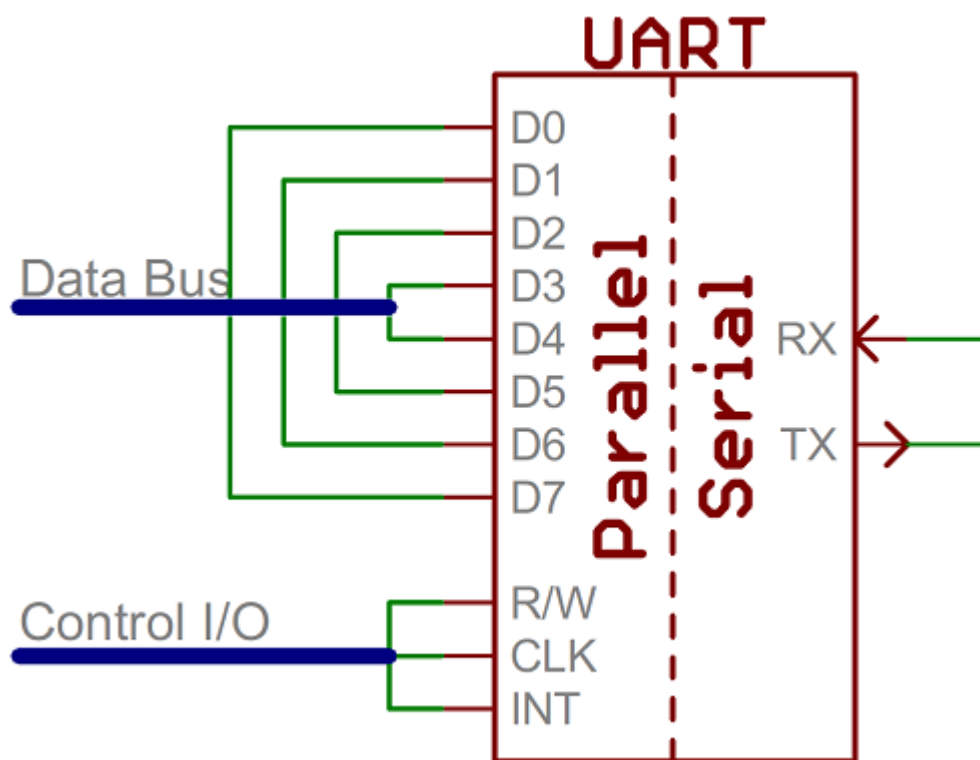 UART
D0
D1
D2
Data Bus
D3
D4
D5
D6
D7
Parallel
Serial
RX
TX
Control I/O
R/W
CLK
INT